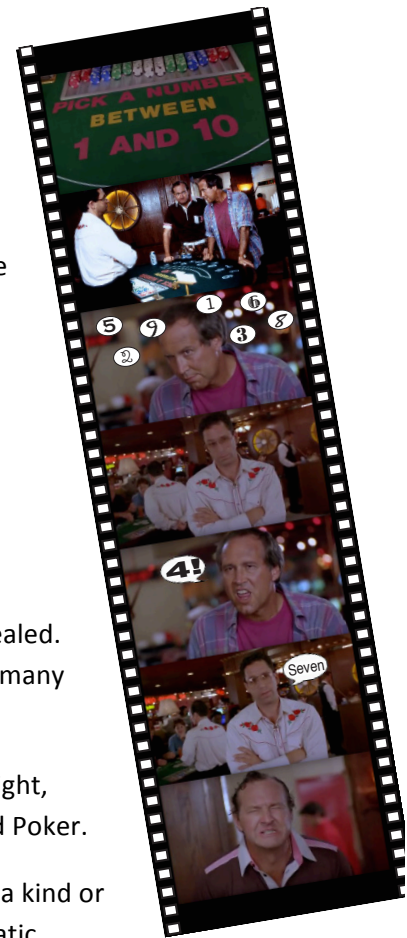 PICK A NUMBER
BETWEEN
1 AND 10
e
1 6
5 9 3 8
2
4!
ealed.
many
Seven
ght,
d Poker.
a kind or
atic